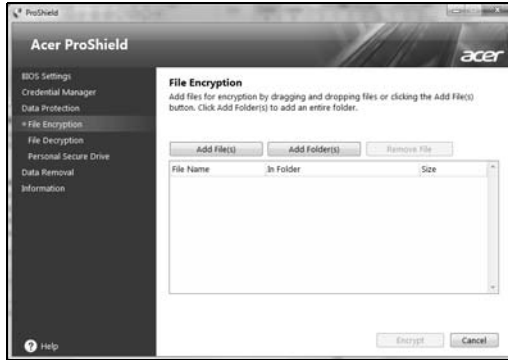 ProShield
Acer ProShield
acer
BIOS Settings
Credential Manager
Data Protection
File Encryption
File Decryption
Personal Secure Drive
Data Removal
Information
Help
File Encryption
Add files for encryption by dragging and dropping files or clicking the Add File(s)
button. Click Add Folder(s) to add an entire folder.
Add File(s) Add Folder(s) Remove File
File Name In Folder Size
Encrypt Cancel